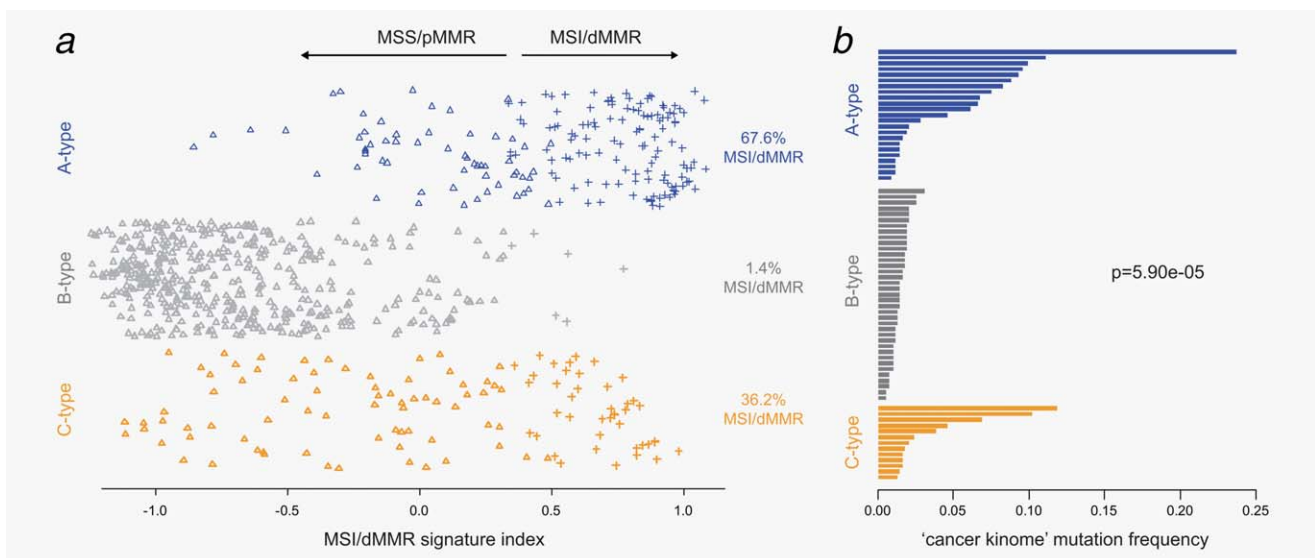 a
MSS/pMMR
MSI/dMMR
A-type
B-type
C-type
67.6%
MSI/dMMR
1.4%
MSI/dMMR
36.2%
MSI/dMMR
-1.0
-0.5
0.0
0.5
1.0
MSI/dMMR signature index
b
A-type
B-type
C-type
p=5.90e-05
0.00
0.05
0.10
0.15
0.20
0.25
'cancer kinome' mutation frequency